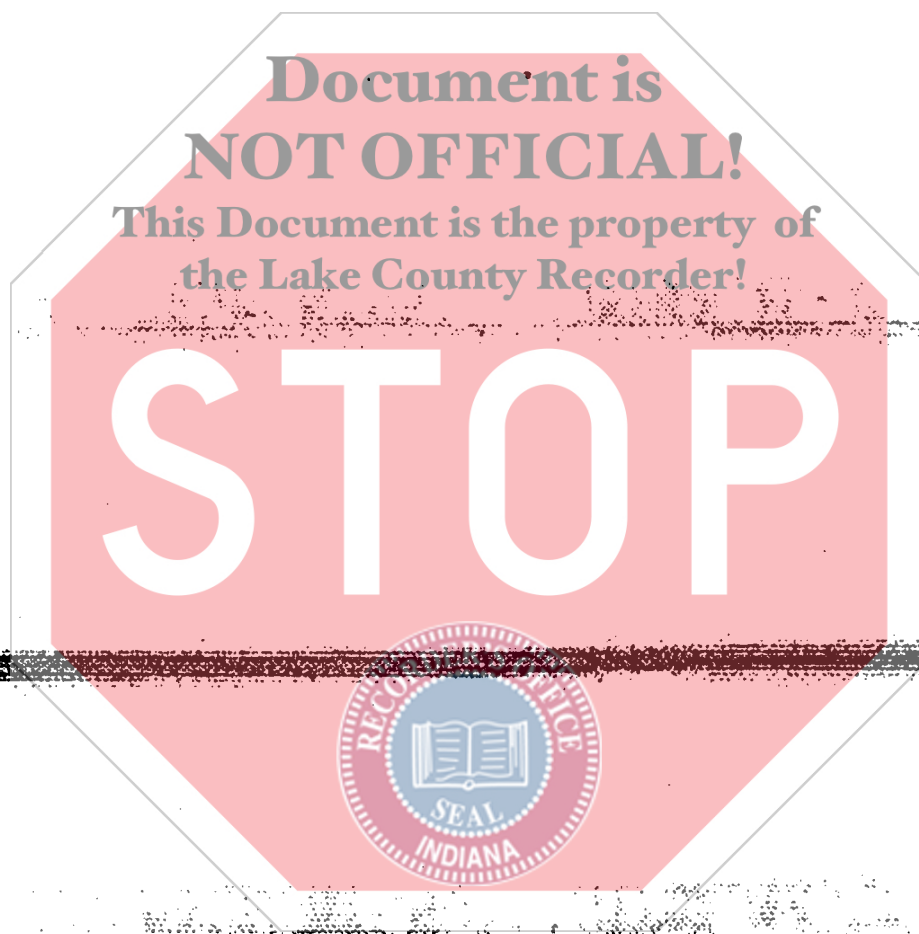 Document is
NOT OFFICIAL!
This Document is the property of
the Lake County Recorder!
STOP
RECORDER'S OFFICE
SEAL
INDIANA